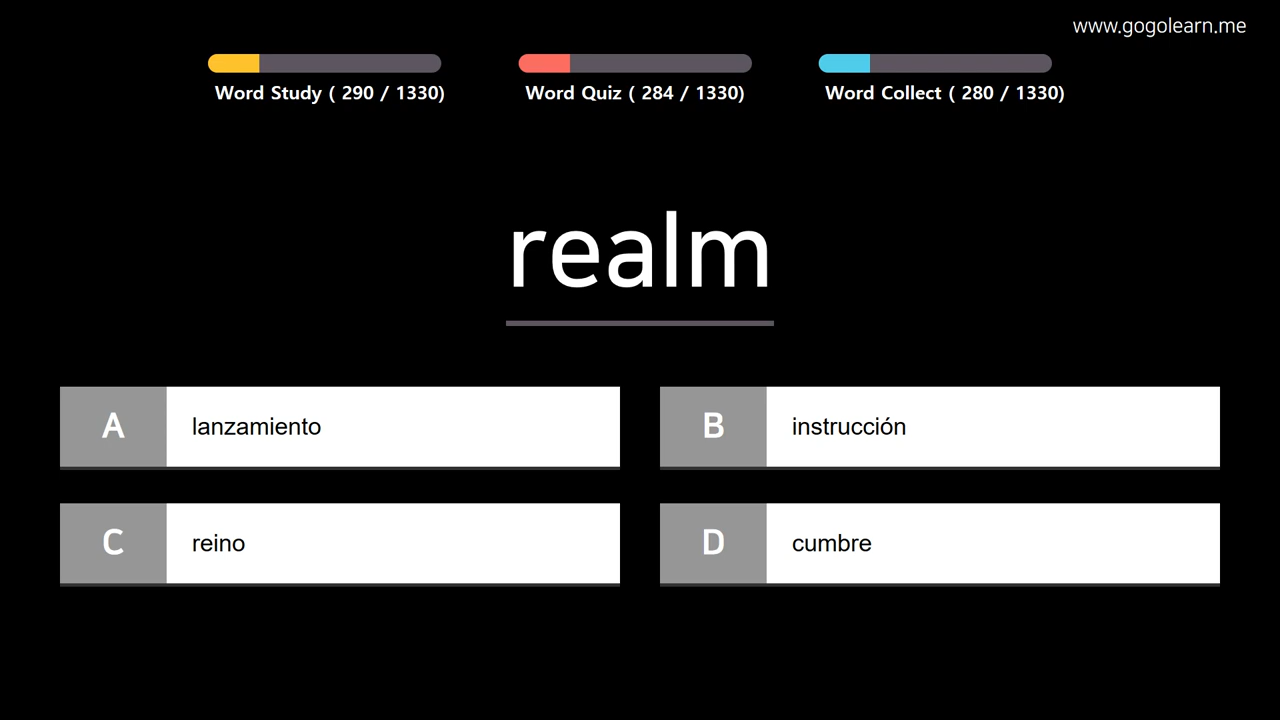 www.gogolearn.me
Word Study ( 290 / 1330)
Word Quiz ( 284 / 1330)
Word Collect ( 280 / 1330)
realm
A lanzamiento
B instrucción
C reino
D cumbre